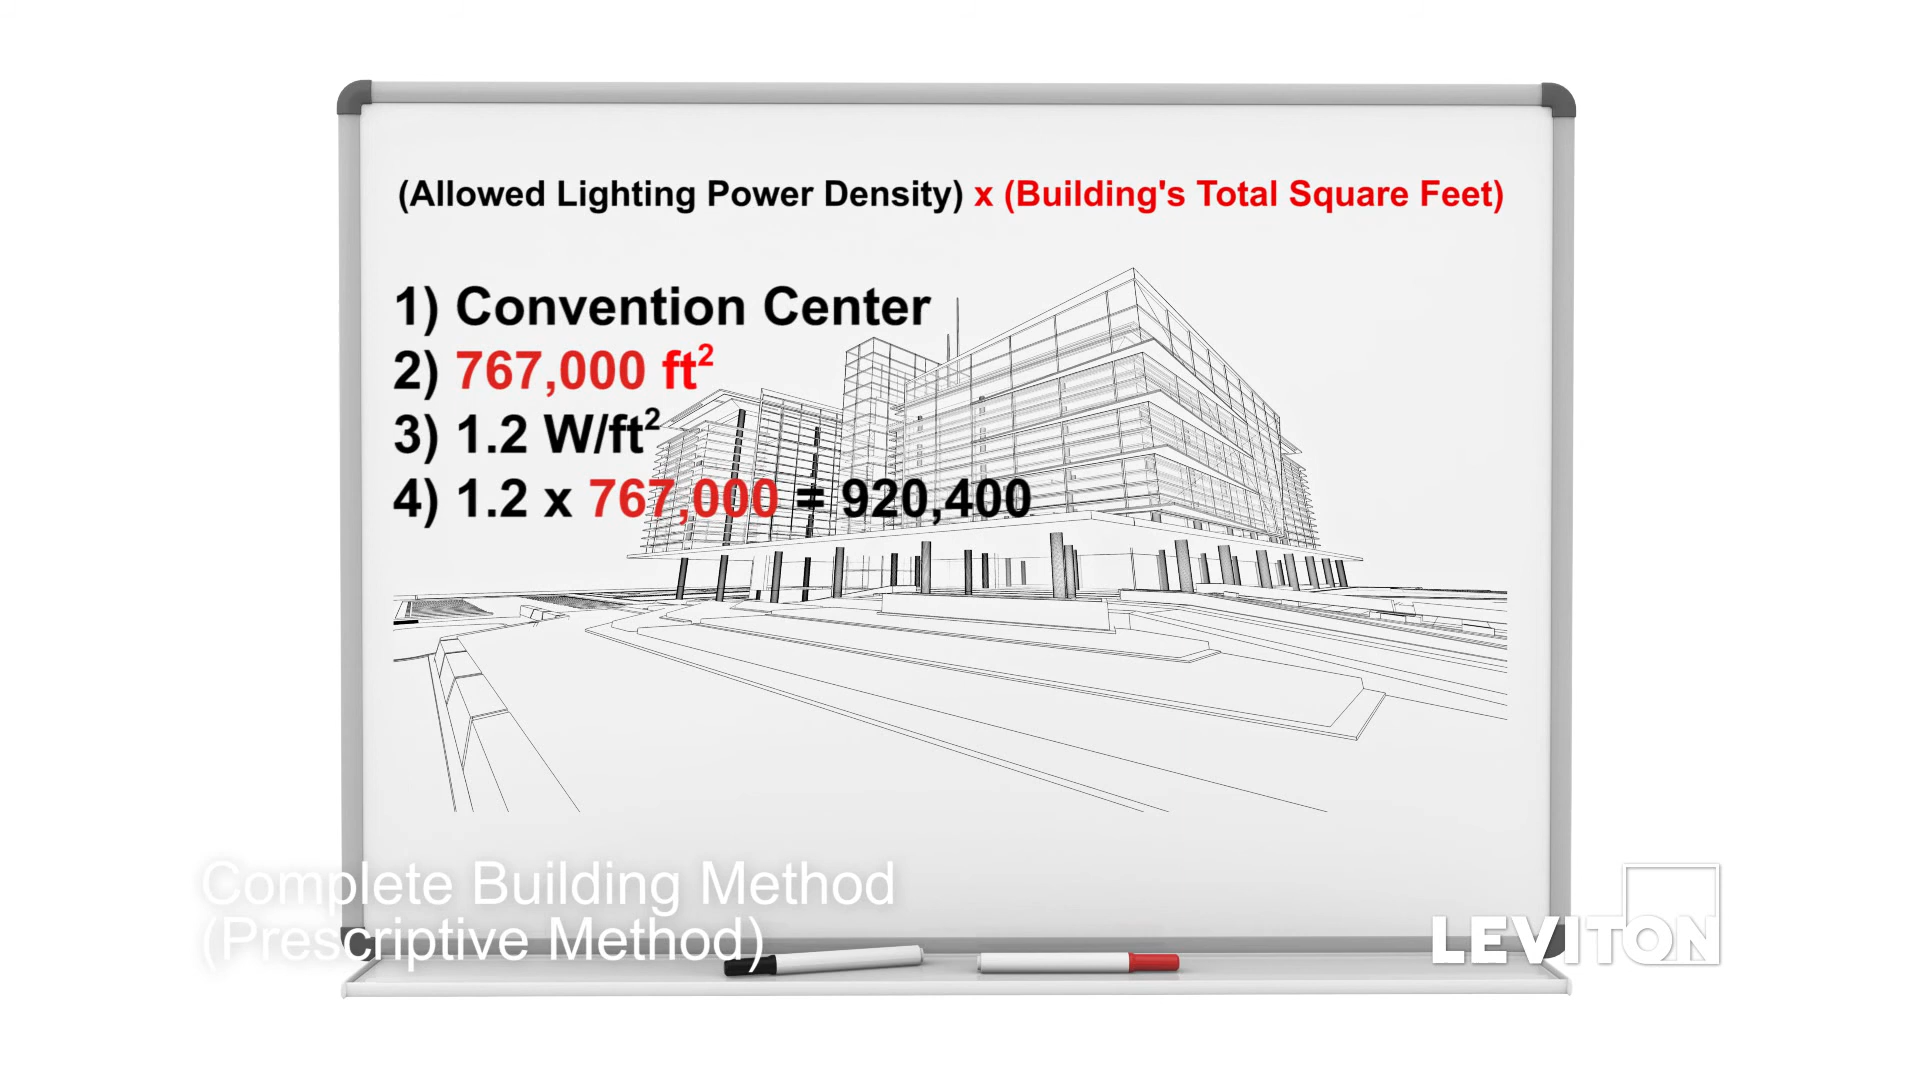 (Allowed Lighting Power Density) x (Building's Total Square Feet)
1) Convention Center
2) 767,000 ft²
3) 1.2 W/ft²
4) 1.2 x 767,000 = 920,400
Complete Building Method
(Prescriptive Method)
LEVITON